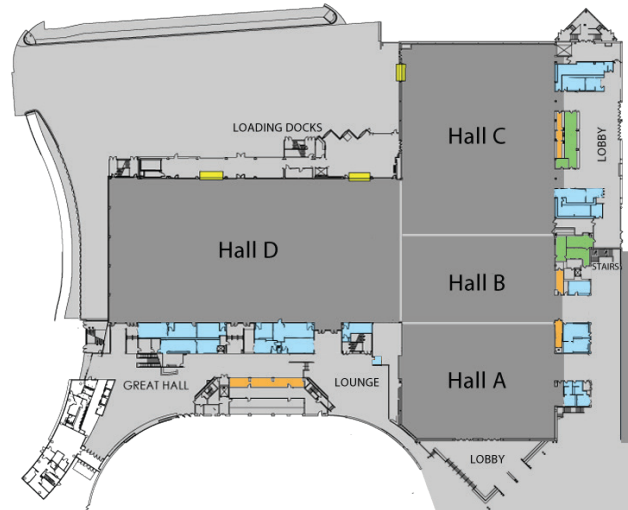 LOADING DOCKS
Hall C
LOBBY
Hall D
STAIRS
Hall B
GREAT HALL
LOUNGE
Hall A
LOBBY